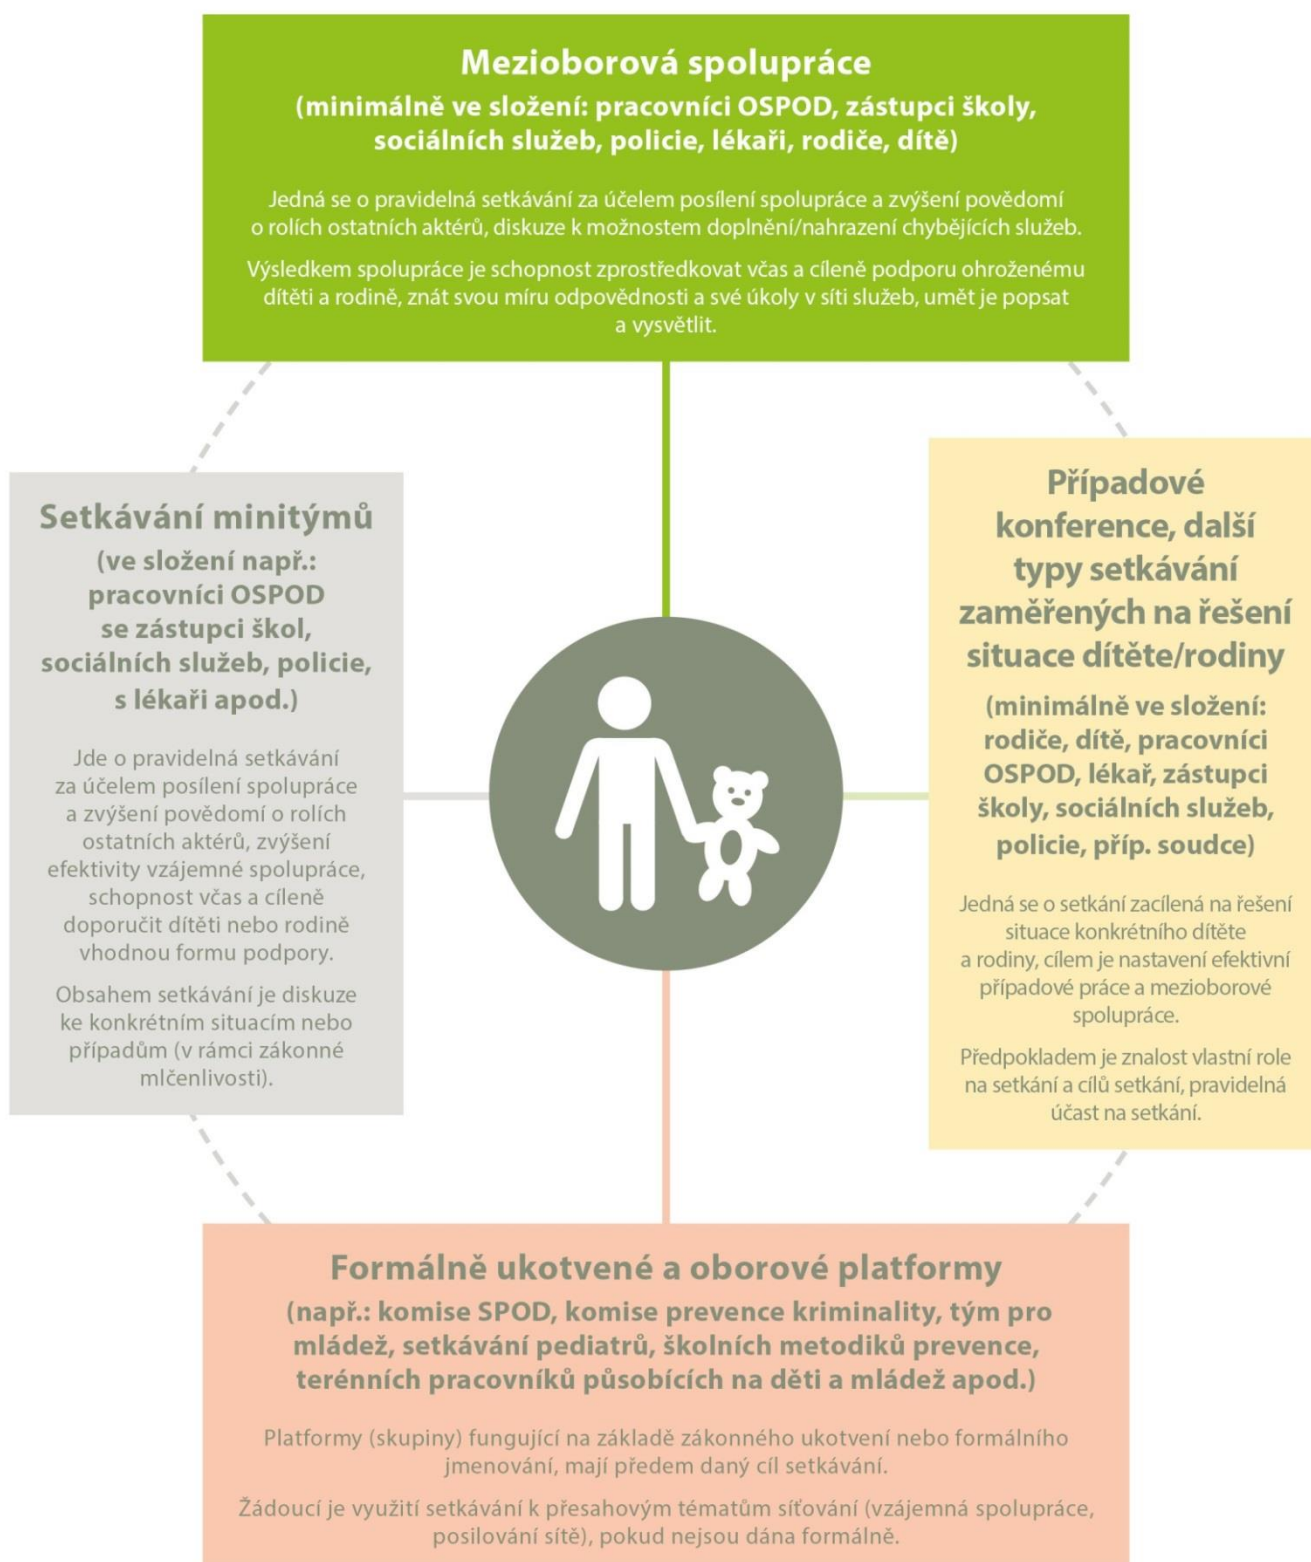 Mezioborová spolupráce
(minimálně ve složení: pracovníci OSPOD, zástupci školy,
sociálních služeb, policie, lékaři, rodiče, dítě)
Jedná se o pravidelná setkávání za účelem posílení spolupráce a zvýšení povědomí
o rolích ostatních aktérů, diskuze k možnostem doplnění/nahrazení chybějících služeb.
Výsledkem spolupráce je schopnost zprostředkovat včas a cíleně podporu ohroženému
dítěti a rodině, znát svou míru odpovědnosti a své úkoly v síti služeb, umět je popsat
a vysvětlit.
Setkávání minitýmů
(ve složení např.:
pracovníci OSPOD
se zástupci škol,
sociálních služeb, policie,
s lékaři apod.)
Jde o pravidelná setkávání
za účelem posílení spolupráce
a zvýšení povědomí o rolích
ostatních aktérů, zvýšení
efektivity vzájemné spolupráce,
schopnost včas a cíleně
doporučit dítěti nebo rodině
vhodnou formu podpory.
Obsahem setkávání je diskuze
ke konkrétním situacím nebo
případům (v rámci zákonné
mlčenlivosti).
Případové
konference, další
typy setkávání
zaměřených na řešení
situace dítěte/rodiny
(minimálně ve složení:
rodiče, dítě, pracovníci
OSPOD, lékař, zástupci
školy, sociálních služeb,
policie, příp. soudce)
Jedná se o setkání zacílená na řešení
situace konkrétního dítěte
a rodiny, cílem je nastavení efektivní
případové práce a mezioborové
spolupráce.
Předpokladem je znalost vlastní role
na setkání a cílů setkání, pravidelná
účast na setkání.
Formálně ukotvené a oborové platformy
(např.: komise SPOD, komise prevence kriminality, tým pro
mládež, setkávání pediatrů, školních metodiků prevence,
terénních pracovníků působících na děti a mládež apod.)
Platformy (skupiny) fungující na základě zákonného ukotvení nebo formálního
jmenování, mají předem daný cíl setkávání.
Žádoucí je využití setkávání k přesahovým tématům síťování (vzájemná spolupráce,
posilování sítě), pokud nejsou dána formálně.